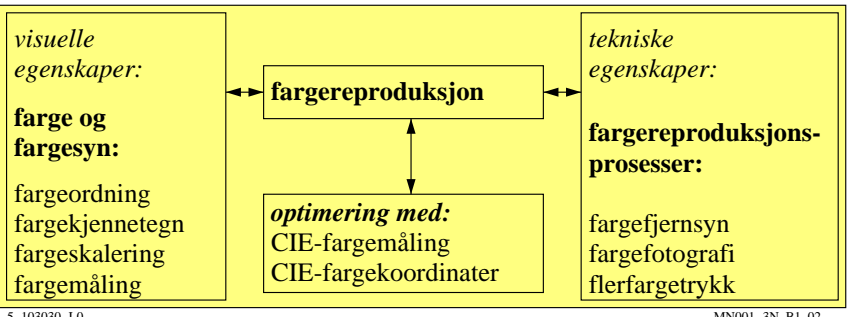 visuelle
egenskaper:
farge og
fargesyn:
fargeordning
fargekjennetegn
fargeskalering
fargemåling
fargereproduksjon
optimering med:
CIE-fargemåling
CIE-fargekoordinater
tekniske
egenskaper:
fargereproduksjons-
prosesser:
fargefjernsyn
fargefotografi
flerfargetrykk